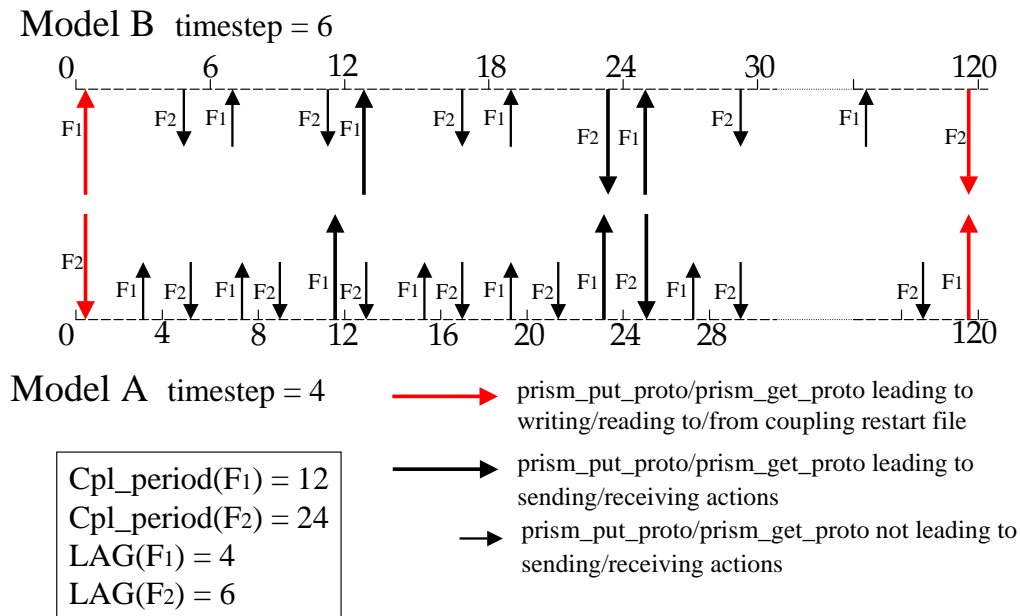 Model B timestep = 6
0 6 12 18 24 30 120
F1 F2 F1 F2 F1 F2 F1 F2 F1 F2 F1 F2
F2 F1 F2 F1 F2 F1 F2 F1 F2 F1 F2 F1 F2 F1 F2 F2 F1
0 4 8 12 16 20 24 28 120
Model A timestep = 4
prism_put_proto/prism_get_proto leading to
writing/reading to/from coupling restart file
Cpl_period(F1) = 12
Cpl_period(F2) = 24
LAG(F1) = 4
LAG(F2) = 6
prism_put_proto/prism_get_proto leading to
sending/receiving actions
prism_put_proto/prism_get_proto not leading to
sending/receiving actions